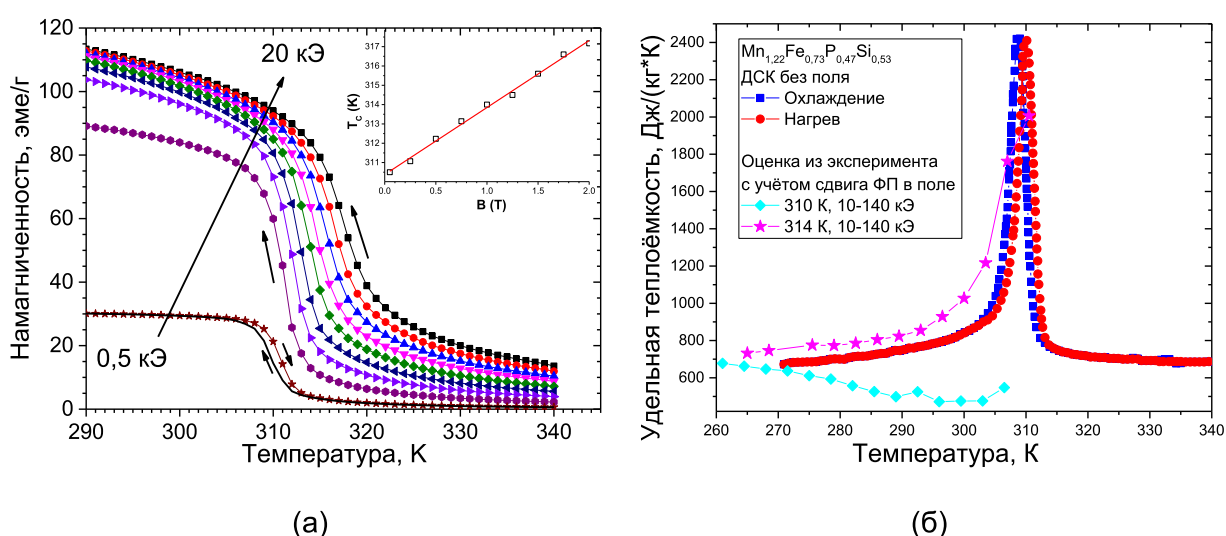 120
100
80
60
40
20
0
290
300
310
320
330
340
Намагниченность, эме/г
Температура, К
20 кЭ
0,5 кЭ
317
316
315
314
313
312
311
0.0
0.5
1.0
1.5
2.0
T_C (K)
B (T)
(а)
2400
2200
2000
1800
1600
1400
1200
1000
800
600
260
270
280
290
300
310
320
330
340
Удельная теплоёмкость, Дж/(кг*К)
Температура, К
Mn1,22Fe0,73P0,47Si0,53
ДСК без поля
Охлаждение
Нагрев
Оценка из эксперимента
с учётом сдвига ФП в поле
310 К, 10-140 кЭ
314 К, 10-140 кЭ
(б)